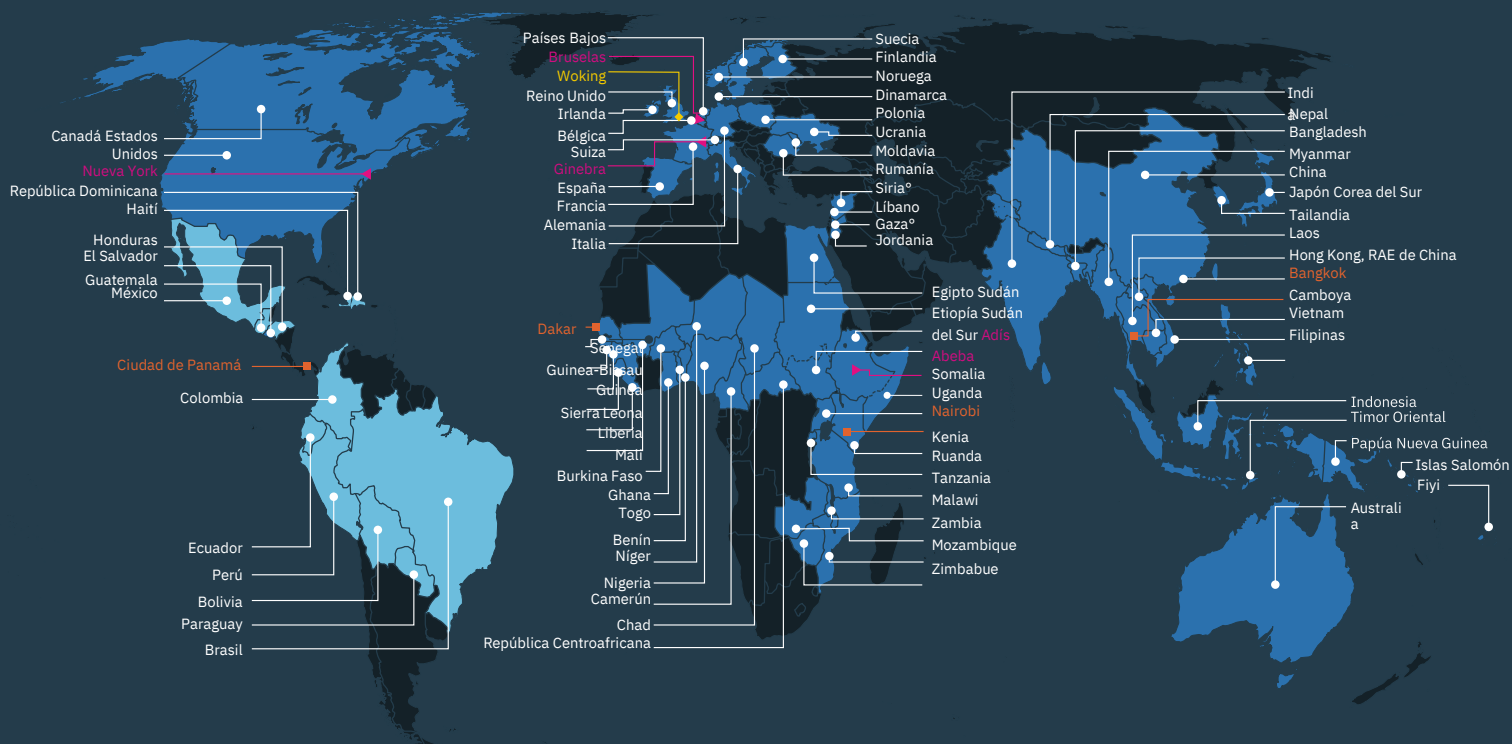 Canadá Estados
Unidos
Nueva York
República Dominicana
Haití
Honduras
El Salvador
Guatemala
México
Ciudad de Panamá
Colombia
Ecuador
Perú
Bolivia
Paraguay
Brasil
Países Bajos
Bruselas
Woking
Reino Unido
Irlanda
Bélgica
Suiza
Ginebra
España
Francia
Alemania
Italia
Suecia
Finlandia
Noruega
Dinamarca
Polonia
Ucrania
Moldavia
Rumanía
Siria°
Líbano
Gaza°
Jordania
Dakar
Senegal
Guinea-Bissau
Guinea
Sierra Leona
Liberia
Malí
Burkina Faso
Ghana
Togo
Benín
Níger
Nigeria
Camerún
Chad
República Centroafricana
Egipto Sudán
Etiopía Sudán
del Sur Adís
Abeba
Somalia
Uganda
Nairobi
Kenia
Ruanda
Tanzania
Malawi
Zambia
Mozambique
Zimbabue
Indi
a
Nepal
Bangladesh
Myanmar
China
Japón Corea del Sur
Tailandia
Laos
Hong Kong, RAE de China
Bangkok
Camboya
Vietnam
Filipinas
Indonesia
Timor Oriental
Papúa Nueva Guinea
Islas Salomón
Fiyi
Australi
a